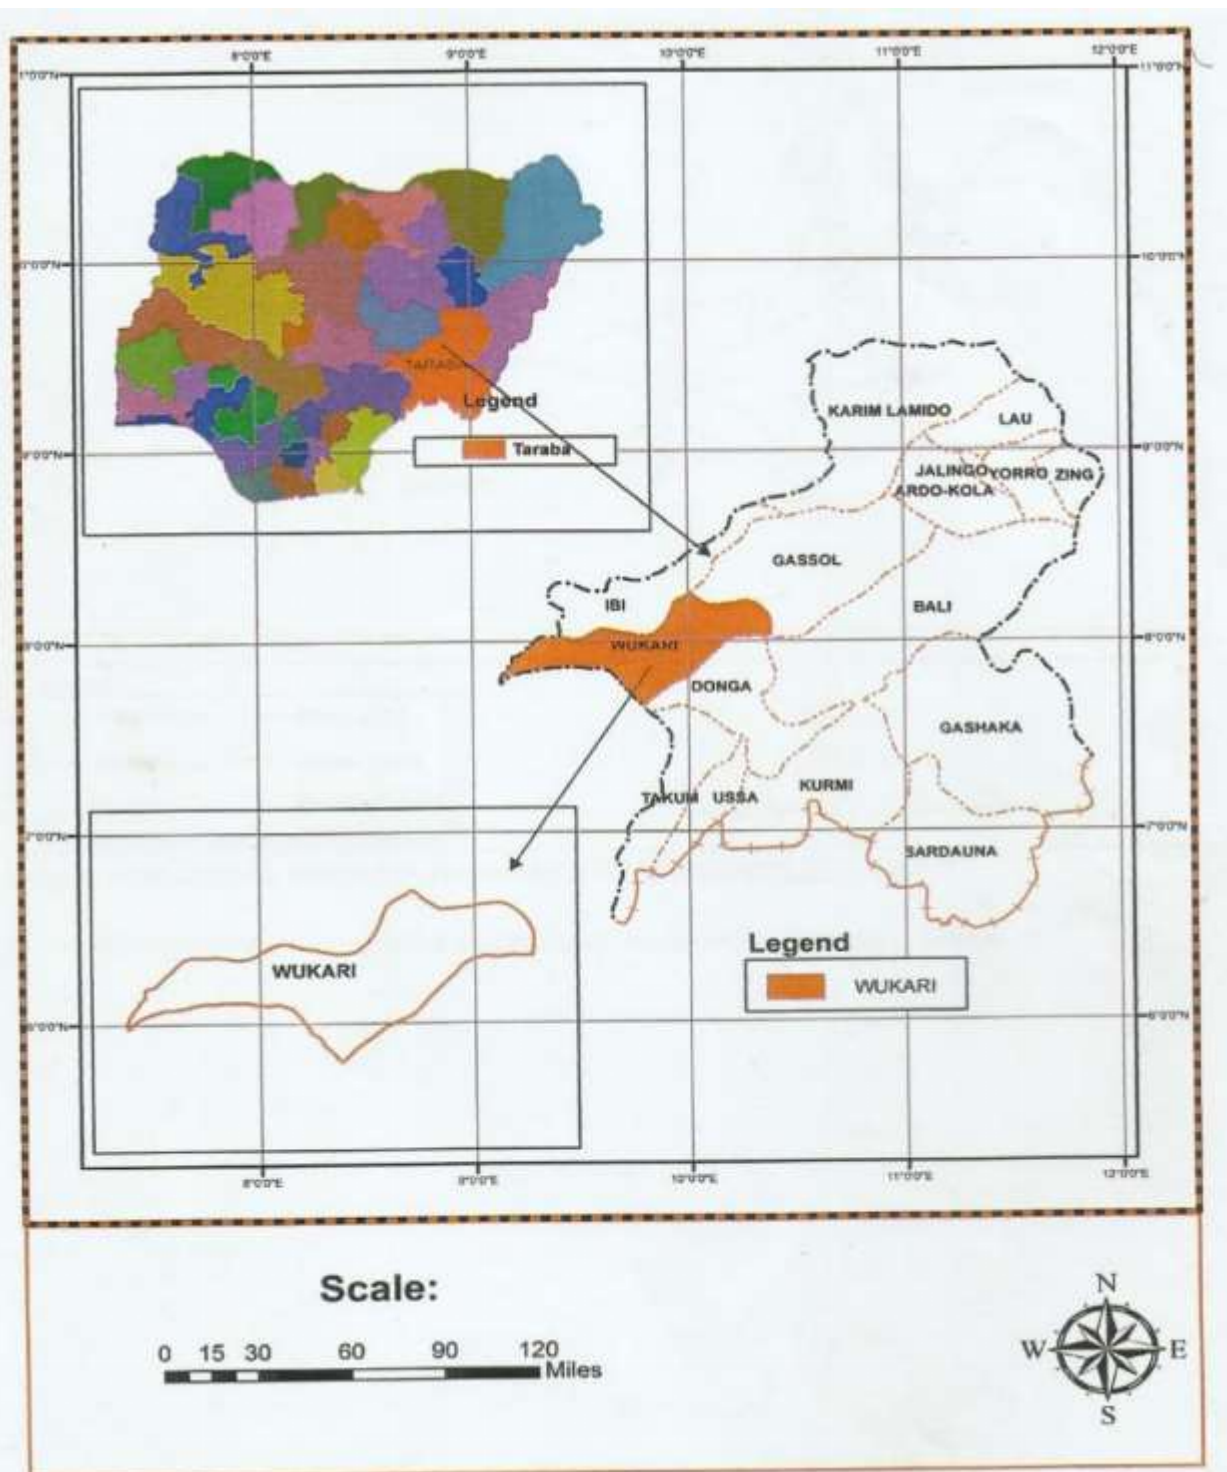 8°0'0"E 9°0'0"E 10°0'0"E 11°0'0"E 12°0'0"E
11°0'0"N
10°0'0"N
TARABA
Legend
Taraba
KARIM LAMIDO
LAU
9°0'0"N
JALINGO YORRO ZING
ARDO-KOLA
GASSOL
IBI
BALI
8°0'0"N
WUKARI
DONGA
GASHAKA
TAKUM USSA KURMI
7°0'0"N
SARDAUNA
Legend
WUKARI
WUKARI
6°0'0"N
8°0'0"E 9°0'0"E 10°0'0"E 11°0'0"E 12°0'0"E
Scale:
0 15 30 60 90 120
Miles
N
W E
S